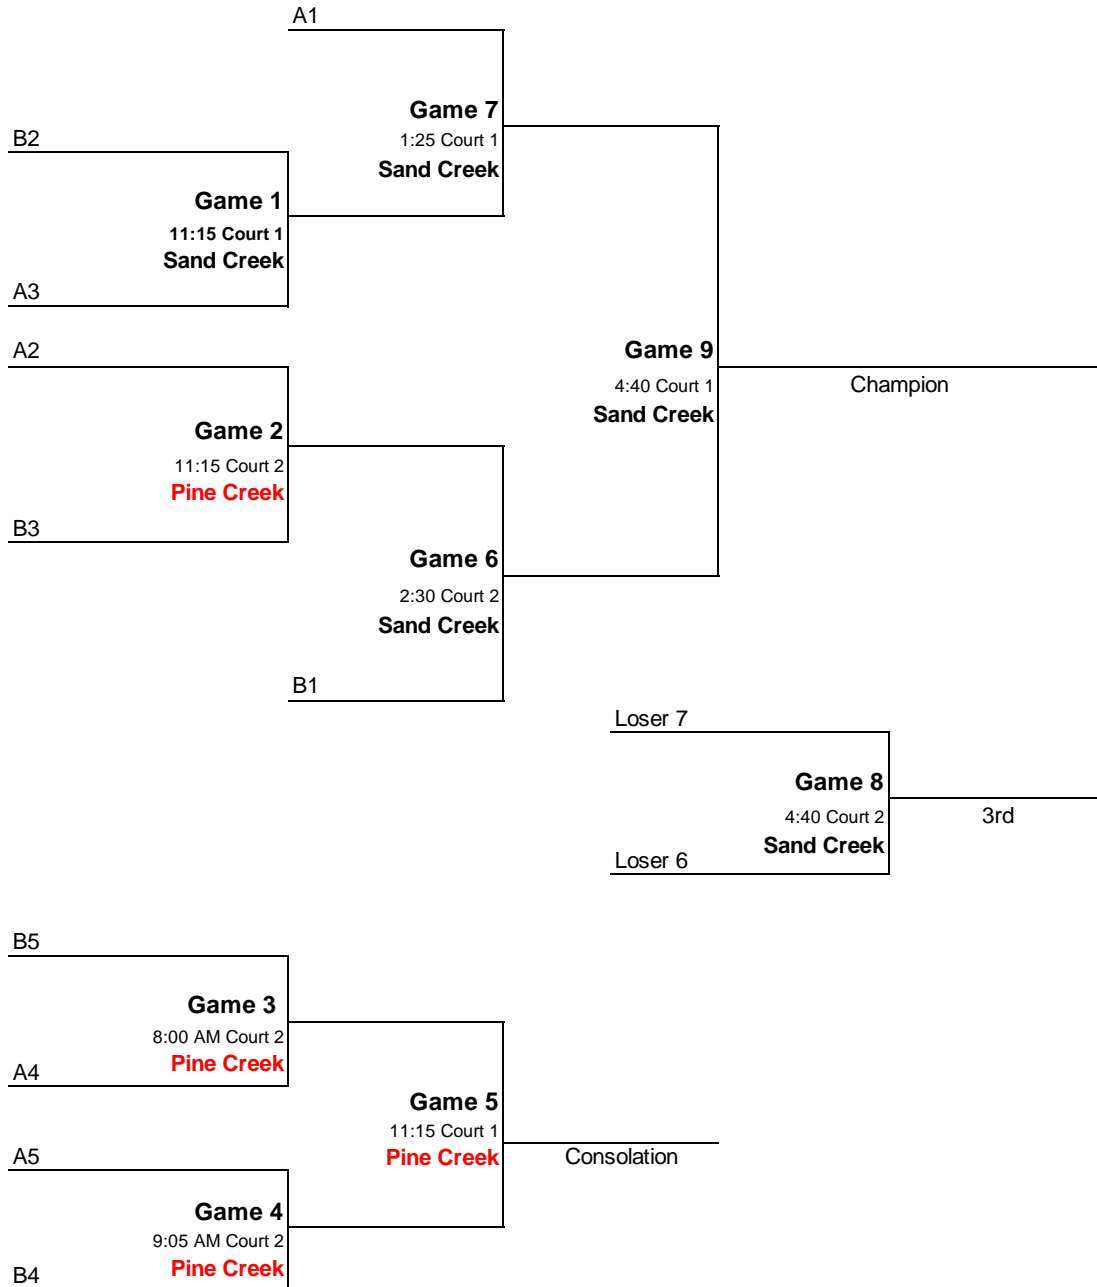 A1
Game 7
1:25 Court 1
Sand Creek
B2
Game 1
11:15 Court 1
Sand Creek
A3
A2
Game 9
4:40 Court 1
Sand Creek
Champion
Game 2
11:15 Court 2
Pine Creek
B3
Game 6
2:30 Court 2
Sand Creek
B1
Loser 7
Game 8
4:40 Court 2
Sand Creek
3rd
Loser 6
B5
Game 3
8:00 AM Court 2
Pine Creek
A4
Game 5
11:15 Court 1
Pine Creek
Consolation
A5
Game 4
9:05 AM Court 2
Pine Creek
B4